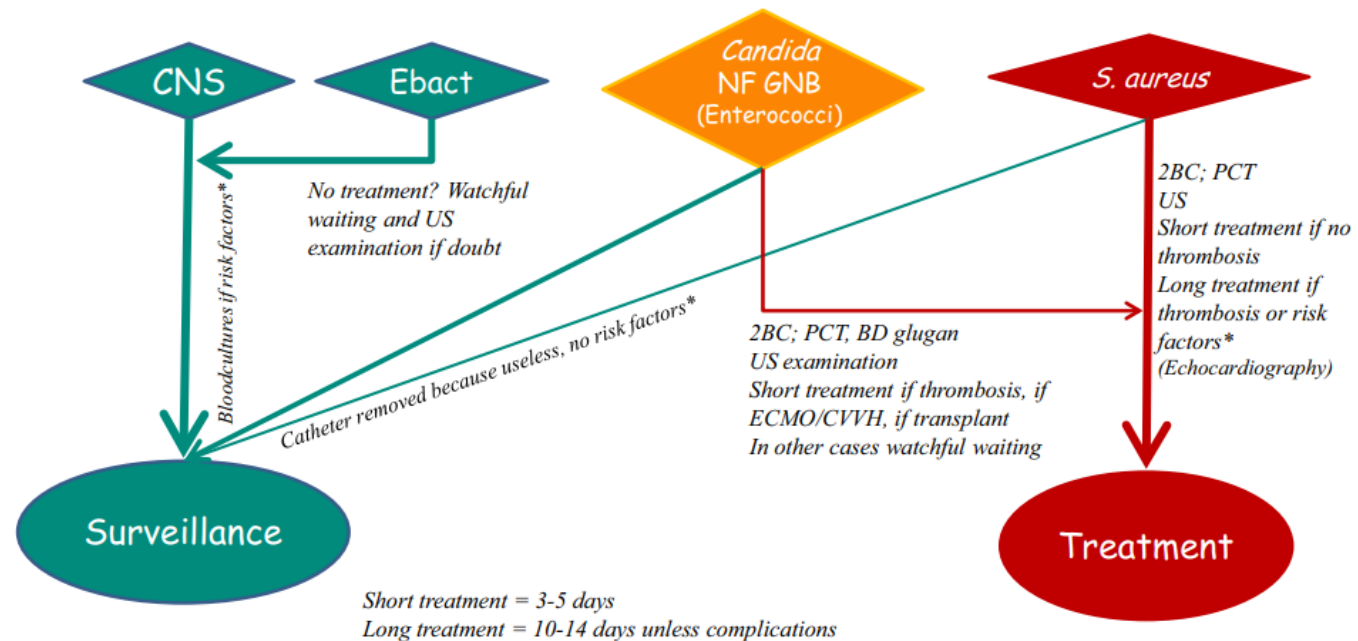 CNS
Ebact
Candida
NF GNB
(Enterococci)
S. aureus
No treatment? Watchful
waiting and US
examination if doubt
Bloodcultures if risk factors*
Catheter removed because useless, no risk factors*
2BC; PCT, BD glugan
US examination
Short treatment if thrombosis, if
ECMO/CVVH, if transplant
In other cases watchful waiting
2BC; PCT
US
Short treatment if no
thrombosis
Long treatment if
thrombosis or risk
factors*
(Echocardiography)
Surveillance
Treatment
Short treatment = 3-5 days
Long treatment = 10-14 days unless complications